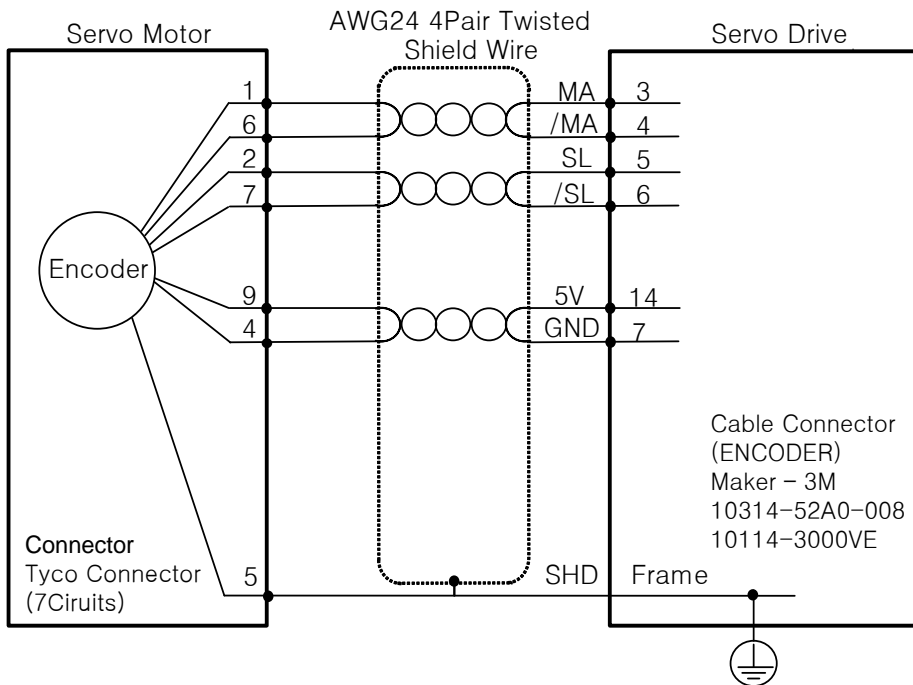 AWG24 4Pair Twisted
Shield Wire
Servo Motor
Servo Drive
1
MA
3
6
/MA
4
2
SL
5
7
/SL
6
Encoder
9
5V
14
4
GND
7
Cable Connector
(ENCODER)
Maker – 3M
10314-52A0-008
10114-3000VE
Connector
Tyco Connector
(7Ciruits)
5
SHD
Frame